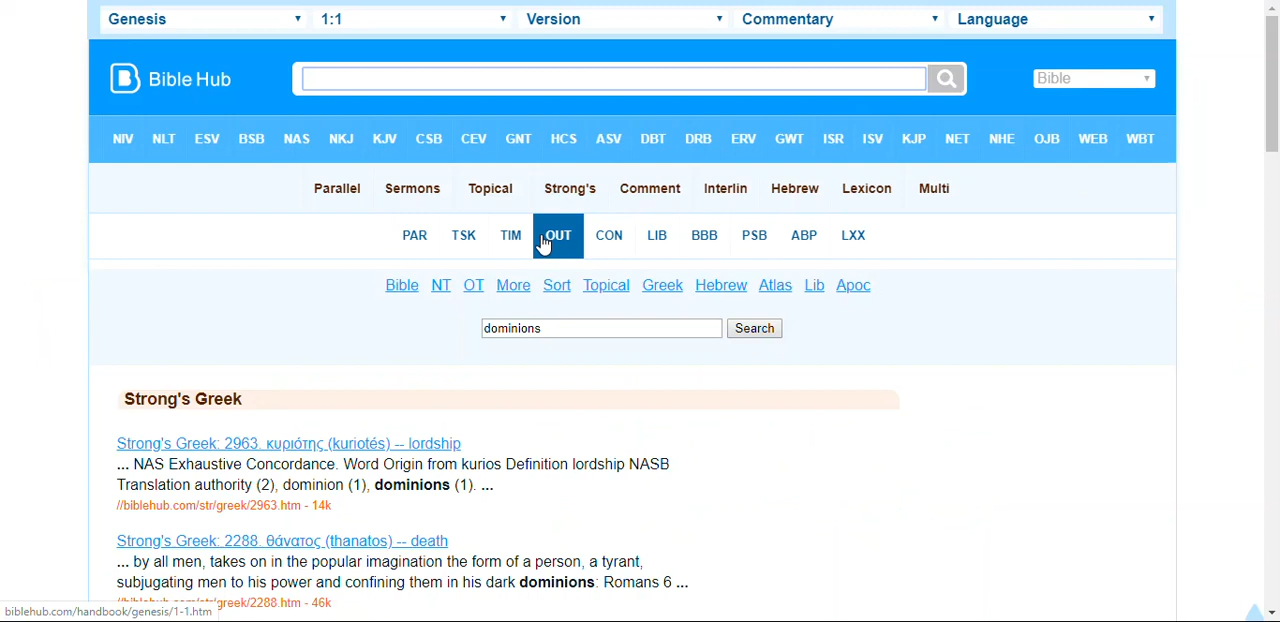 Genesis 1:1 Version Commentary Language
Bible Hub Bible
NIV NLT ESV BSB NAS NKJ KJV CSB CEV GNT HCS ASV DBT DRB ERV GWT ISR ISV KJP NET NHE OJB WEB WBT
Parallel Sermons Topical Strong's Comment Interlin Hebrew Lexicon Multi
PAR TSK TIM OUT CON LIB BBB PSB ABP LXX
Bible NT OT More Sort Topical Greek Hebrew Atlas Lib Apoc
dominions Search
Strong's Greek
Strong's Greek: 2963. κυριότης (kuriotés) -- lordship
... NAS Exhaustive Concordance. Word Origin from kurios Definition lordship NASB
Translation authority (2), dominion (1), dominions (1). ...
//biblehub.com/str/greek/2963.htm - 14k
Strong's Greek: 2288. θάνατος (thanatos) -- death
... by all men, takes on in the popular imagination the form of a person, a tyrant,
subjugating men to his power and confining them in his dark dominions: Romans 6 ...
greek/2288.htm - 46k
biblehub.com/handbook/genesis/1-1.htm